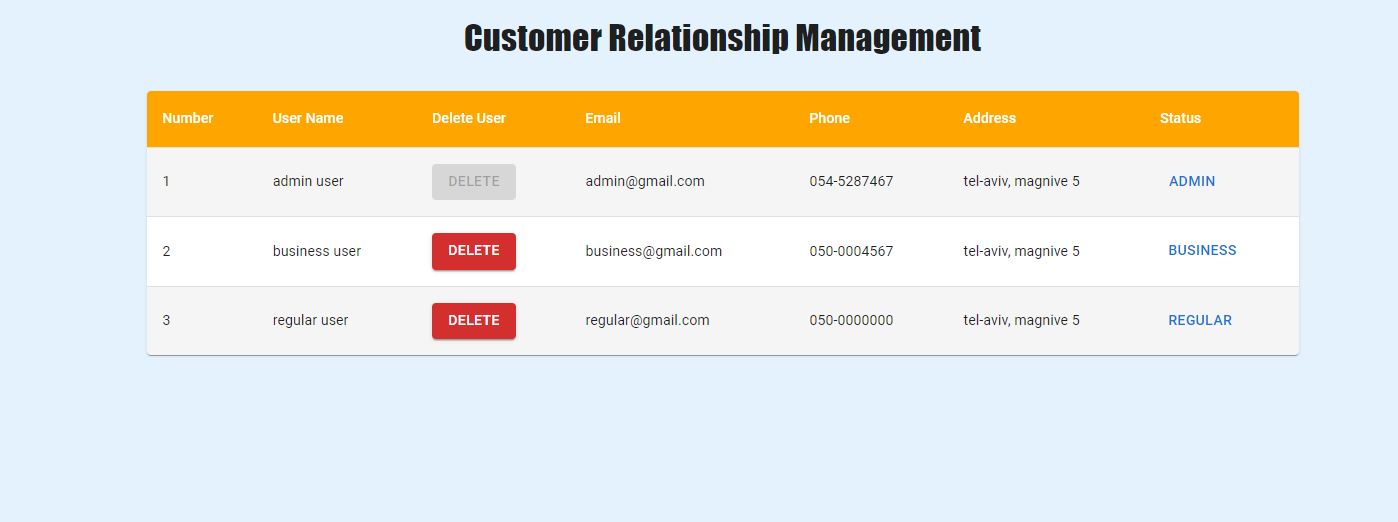 Customer Relationship Management
Number User Name Delete User Email Phone Address Status
1 admin user DELETE admin@gmail.com 054-5287467 tel-aviv, magnive 5 ADMIN
2 business user DELETE business@gmail.com 050-0004567 tel-aviv, magnive 5 BUSINESS
3 regular user DELETE regular@gmail.com 050-0000000 tel-aviv, magnive 5 REGULAR